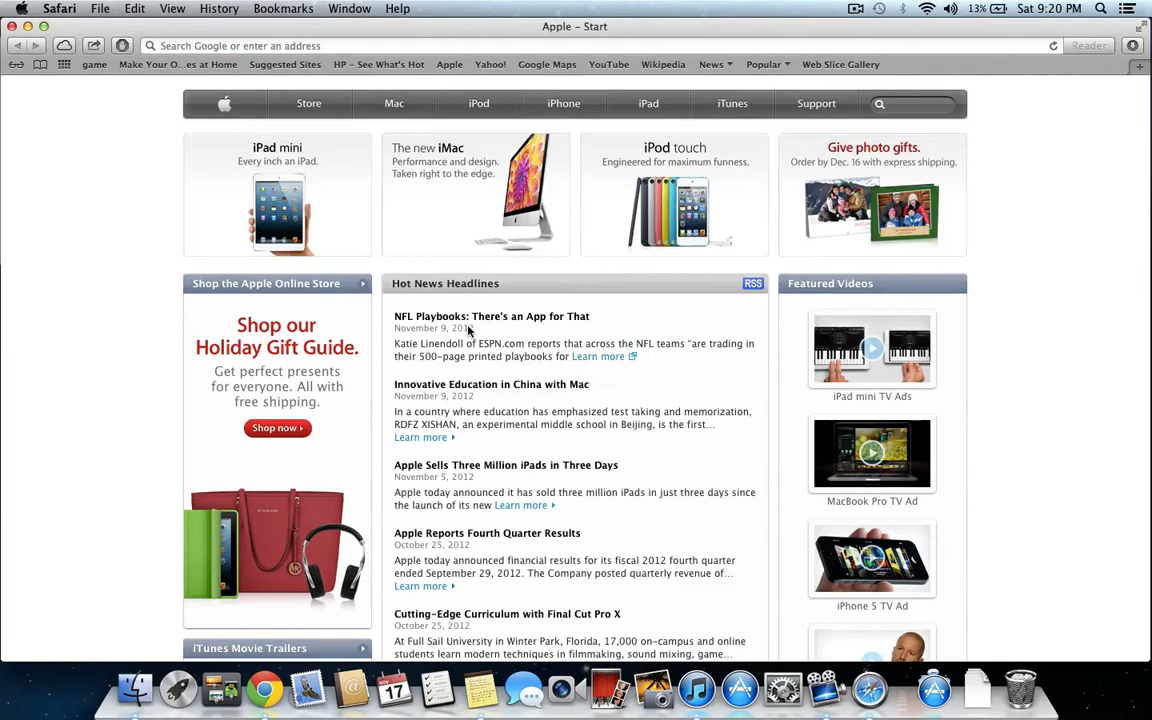 Safari File Edit View History Bookmarks Window Help 13% Sat 9:20 PM
Apple – Start
Search Google or enter an address Reader
game Make Your O...es at Home Suggested Sites HP – See What's Hot Apple Yahoo! Google Maps YouTube Wikipedia News Popular Web Slice Gallery
Store Mac iPod iPhone iPad iTunes Support
iPad mini
Every inch an iPad.
The new iMac
Performance and design.
Taken right to the edge.
iPod touch
Engineered for maximum funness.
Give photo gifts.
Order by Dec. 16 with express shipping.
Shop the Apple Online Store
Shop our
Holiday Gift Guide.
Get perfect presents
for everyone. All with
free shipping.
Shop now
iTunes Movie Trailers
Hot News Headlines RSS
NFL Playbooks: There's an App for That
November 9, 2012
Katie Linendoll of ESPN.com reports that across the NFL teams "are trading in
their 500-page printed playbooks for Learn more
Innovative Education in China with Mac
November 9, 2012
In a country where education has emphasized test taking and memorization,
RDFZ XISHAN, an experimental middle school in Beijing, is the first...
Learn more
Apple Sells Three Million iPads in Three Days
November 5, 2012
Apple today announced it has sold three million iPads in just three days since
the launch of its new Learn more
Apple Reports Fourth Quarter Results
October 25, 2012
Apple today announced financial results for its fiscal 2012 fourth quarter
ended September 29, 2012. The Company posted quarterly revenue of...
Learn more
Cutting-Edge Curriculum with Final Cut Pro X
October 25, 2012
At Full Sail University in Winter Park, Florida, 17,000 on-campus and online
students learn modern techniques in filmmaking, sound mixing, game...
Featured Videos
iPad mini TV Ads
MacBook Pro TV Ad
iPhone 5 TV Ad
NOV
17